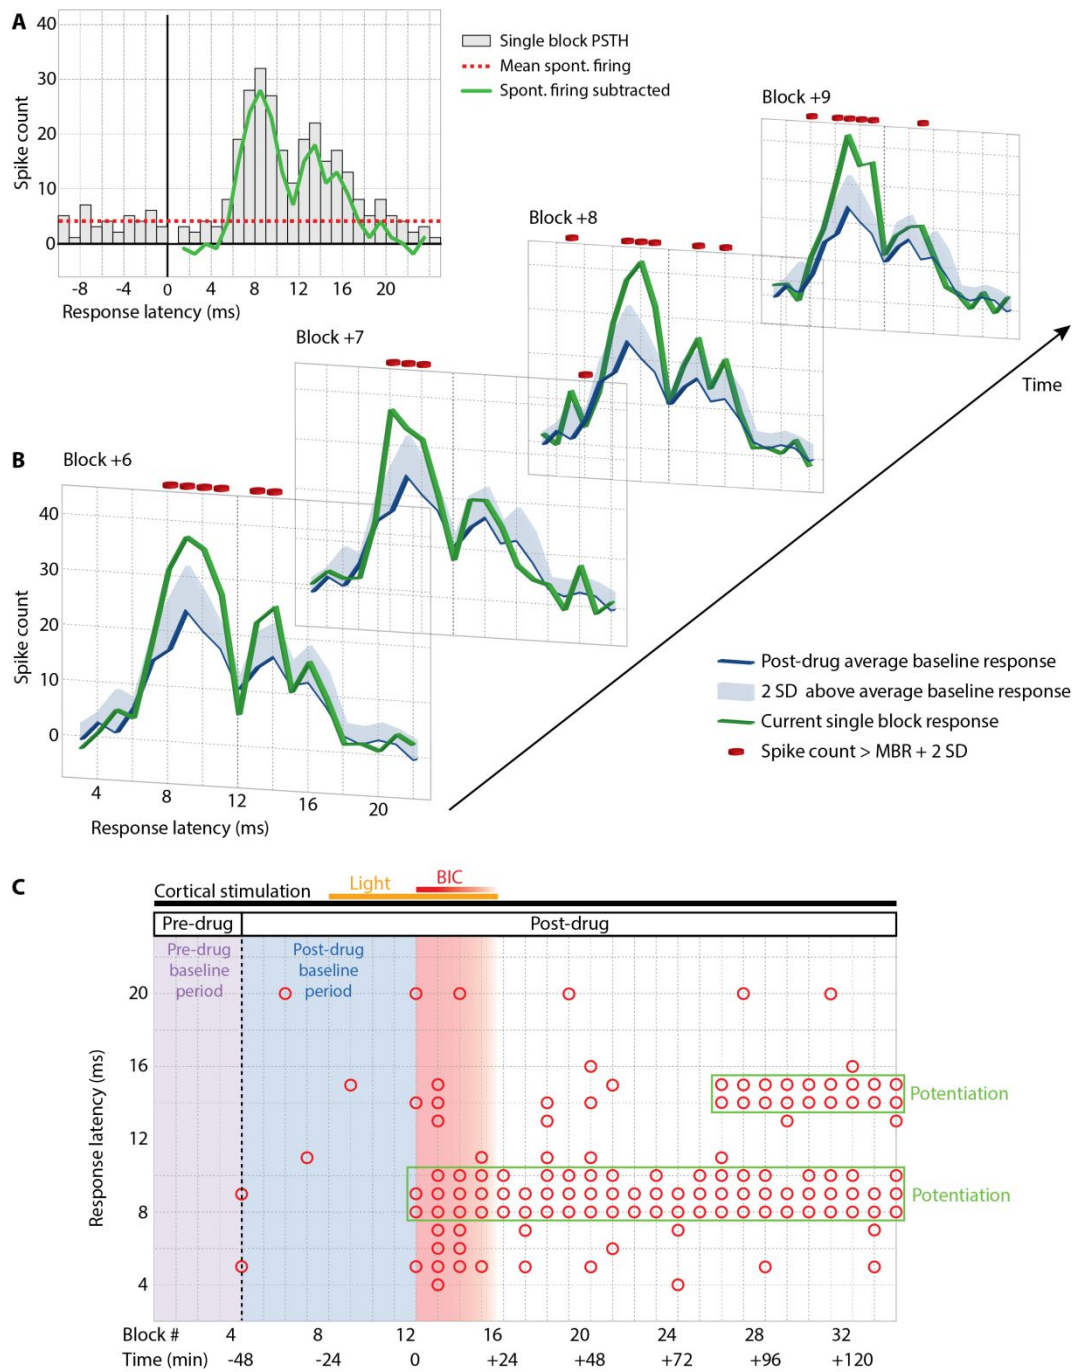 A
40
30
20
10
0
Spike count
-8 -4 0 4 8 12 16 20
Response latency (ms)
Single block PSTH
Mean spont. firing
Spont. firing subtracted
Block +9
Block +8
Block +7
Time
B
Block +6
40
30
20
10
0
Spike count
4 8 12 16 20
Response latency (ms)
Post-drug average baseline response
2 SD above average baseline response
Current single block response
Spike count > MBR + 2 SD
C
Cortical stimulation
Light
BIC
Pre-drug
Post-drug
Pre-drug
baseline
period
Post-drug
baseline
period
20
16
12
8
4
Response latency (ms)
Potentiation
Potentiation
Block # 4 8 12 16 20 24 28 32
Time (min) -48 -24 0 +24 +48 +72 +96 +120